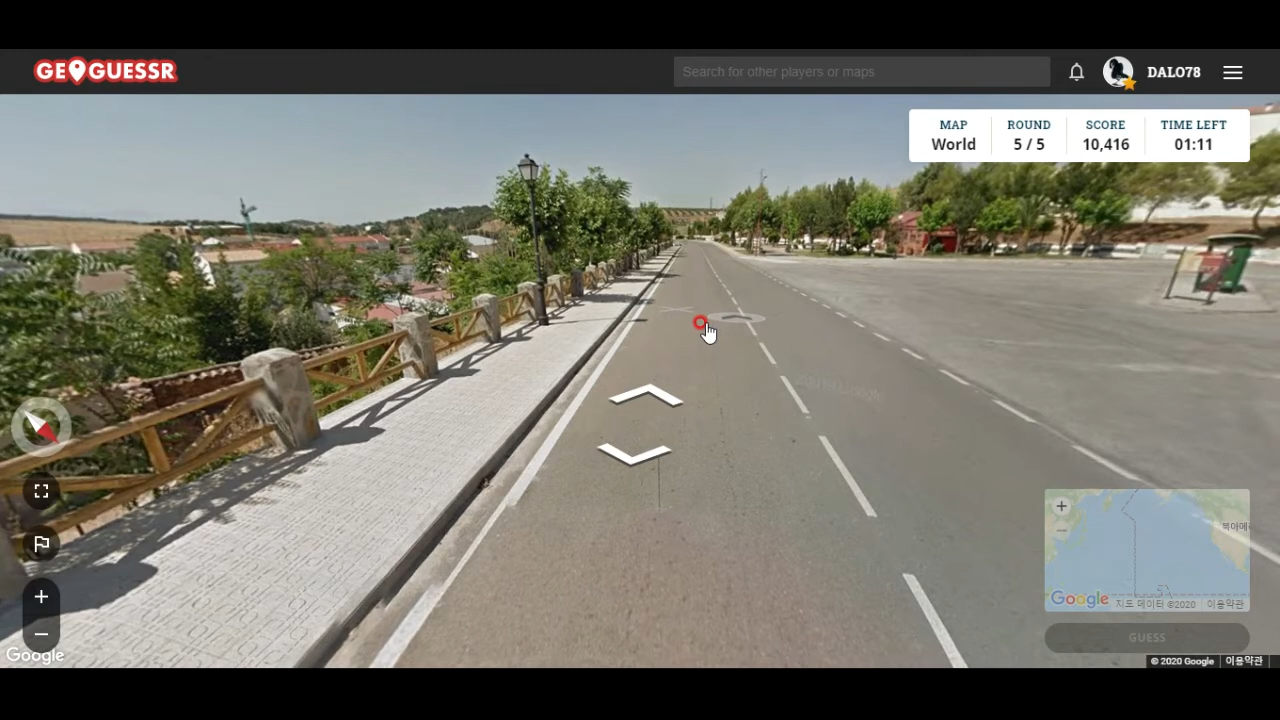 GEOGUESSR
Search for other players or maps
DALO78
MAP
World
ROUND
5 / 5
SCORE
10,416
TIME LEFT
01:11
Google
지도 데이터 ©2020
이용약관
GUESS
Google
© 2020 Google
이용약관